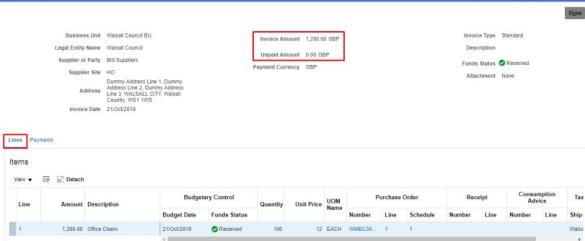 Done
Business Unit Walsall Council BU
Legal Entity Name Walsall Council
Supplier or Party Brit Suppliers
Supplier Site HO
Address Dummy Address Line 1, Dummy
Address Line 2, Dummy Address
Line 3, WALSALL CITY, Walsall
Country, WS1 1WS
Invoice Date 21/Oct/2019
Invoice Amount 1,200.00 GBP
Unpaid Amount 0.00 GBP
Payment Currency GBP
Invoice Type Standard
Description
Funds Status Reserved
Attachment None
Lines Payments
Items
View Detach
Line Amount Description Budgetary Control Quantity Unit Price UOM Name Purchase Order Receipt Consumption Advice Tax
Budget Date Funds Status Number Line Schedule Number Line Number Line Ship-
1 1,200.00 Office Chairs 21/Oct/2019 Reserved 100 12 EACH WMBC30... 1 1